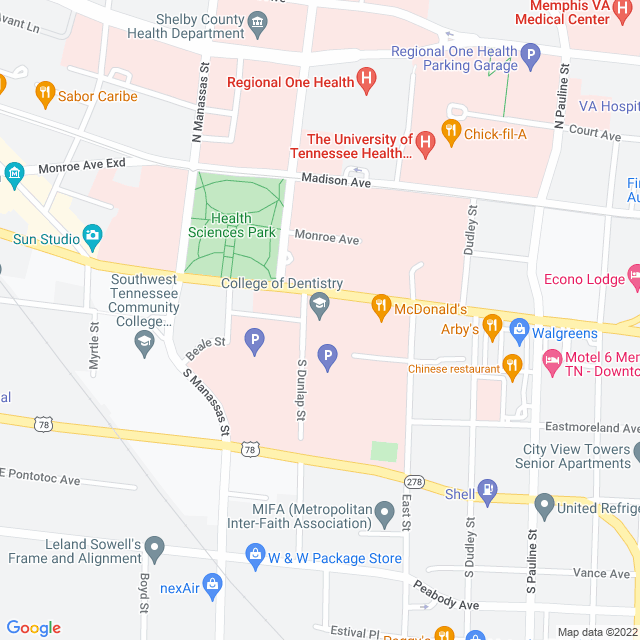 Memphis VA
Medical Center
Shelby County
Health Department
Avant Ln
Regional One Health
Parking Garage
N Pauline St
N Manassas St
Regional One Health
Sabor Caribe
VA Hospi
Court Ave
Chick-fil-A
The University of
Tennessee Health...
Monroe Ave Exd
Madison Ave
Fir
Au
Health
Sciences Park
Monroe Ave
Dudley St
Sun Studio
Econo Lodge
College of Dentistry
Southwest
Tennessee
Community
College...
McDonald's
Arby's
Walgreens
Myrtle St
Beale St
S Manassas St
S Dunlap St
Chinese restaurant
Motel 6 Mem
TN - Downto
al
78
Eastmoreland Ave
78
City View Towers
Senior Apartments
E Pontotoc Ave
278
Shell
East St
MIFA (Metropolitan
Inter-Faith Association)
United Refrige
S Dudley St
S Pauline St
Leland Sowell's
Frame and Alignment
W & W Package Store
Vance Ave
Boyd St
nexAir
Peabody Ave
Google
Estival Pl
Peggy's
Map data ©2022